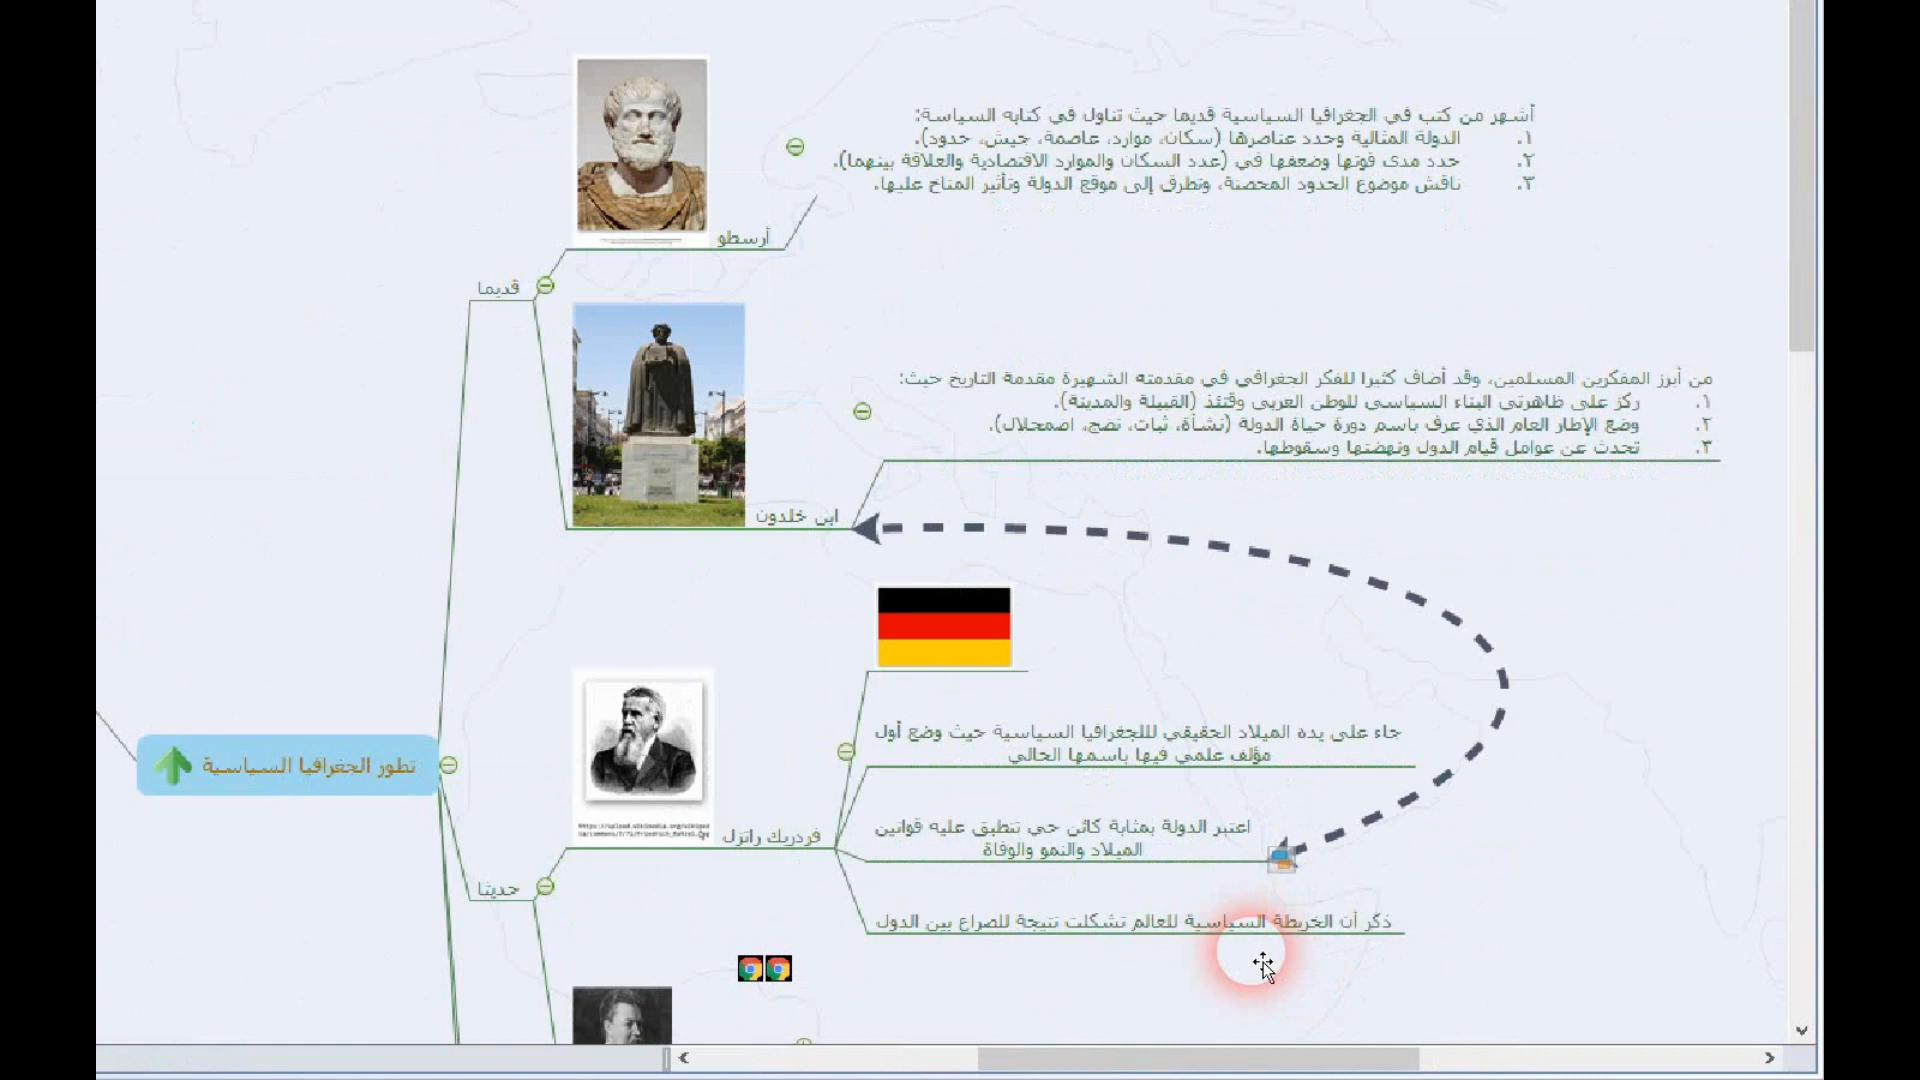 أشهر من كتب في الجغرافيا السياسية قديما حيث تناول في كتابه السياسة:
١. الدولة المثالية وحدد عناصرها (سكان، موارد، عاصمة، جيش، حدود).
٢. حدد مدى قوتها وضعفها في (عدد السكان والموارد الاقتصادية والعلاقة بينهما).
٣. ناقش موضوع الحدود المحصنة، وتطرق إلى موقع الدولة وتأثير المناخ عليها.
أرسطو
قديما
من أبرز المفكرين المسلمين، وقد أضاف كثيرا للفكر الجغرافي في مقدمته الشهيرة مقدمة التاريخ حيث:
١. ركز على ظاهرتي البناء السياسي للوطن العربي وقتئذ (القبيلة والمدينة).
٢. وضع الإطار العام الذي عرف باسم دورة حياة الدولة (نشأة، ثبات، نضج، اضمحلال).
٣. تحدث عن عوامل قيام الدول ونهضتها وسقوطها.
ابن خلدون
جاء على يده الميلاد الحقيقي لللجغرافيا السياسية حيث وضع أول
مؤلف علمي فيها باسمها الحالي
تطور الجغرافيا السياسية
فردريك راتزل
اعتبر الدولة بمثابة كائن حي تنطبق عليه قوانين
الميلاد والنمو والوفاة
حديثا
ذكر أن الخريطة السياسية للعالم تشكلت نتيجة للصراع بين الدول